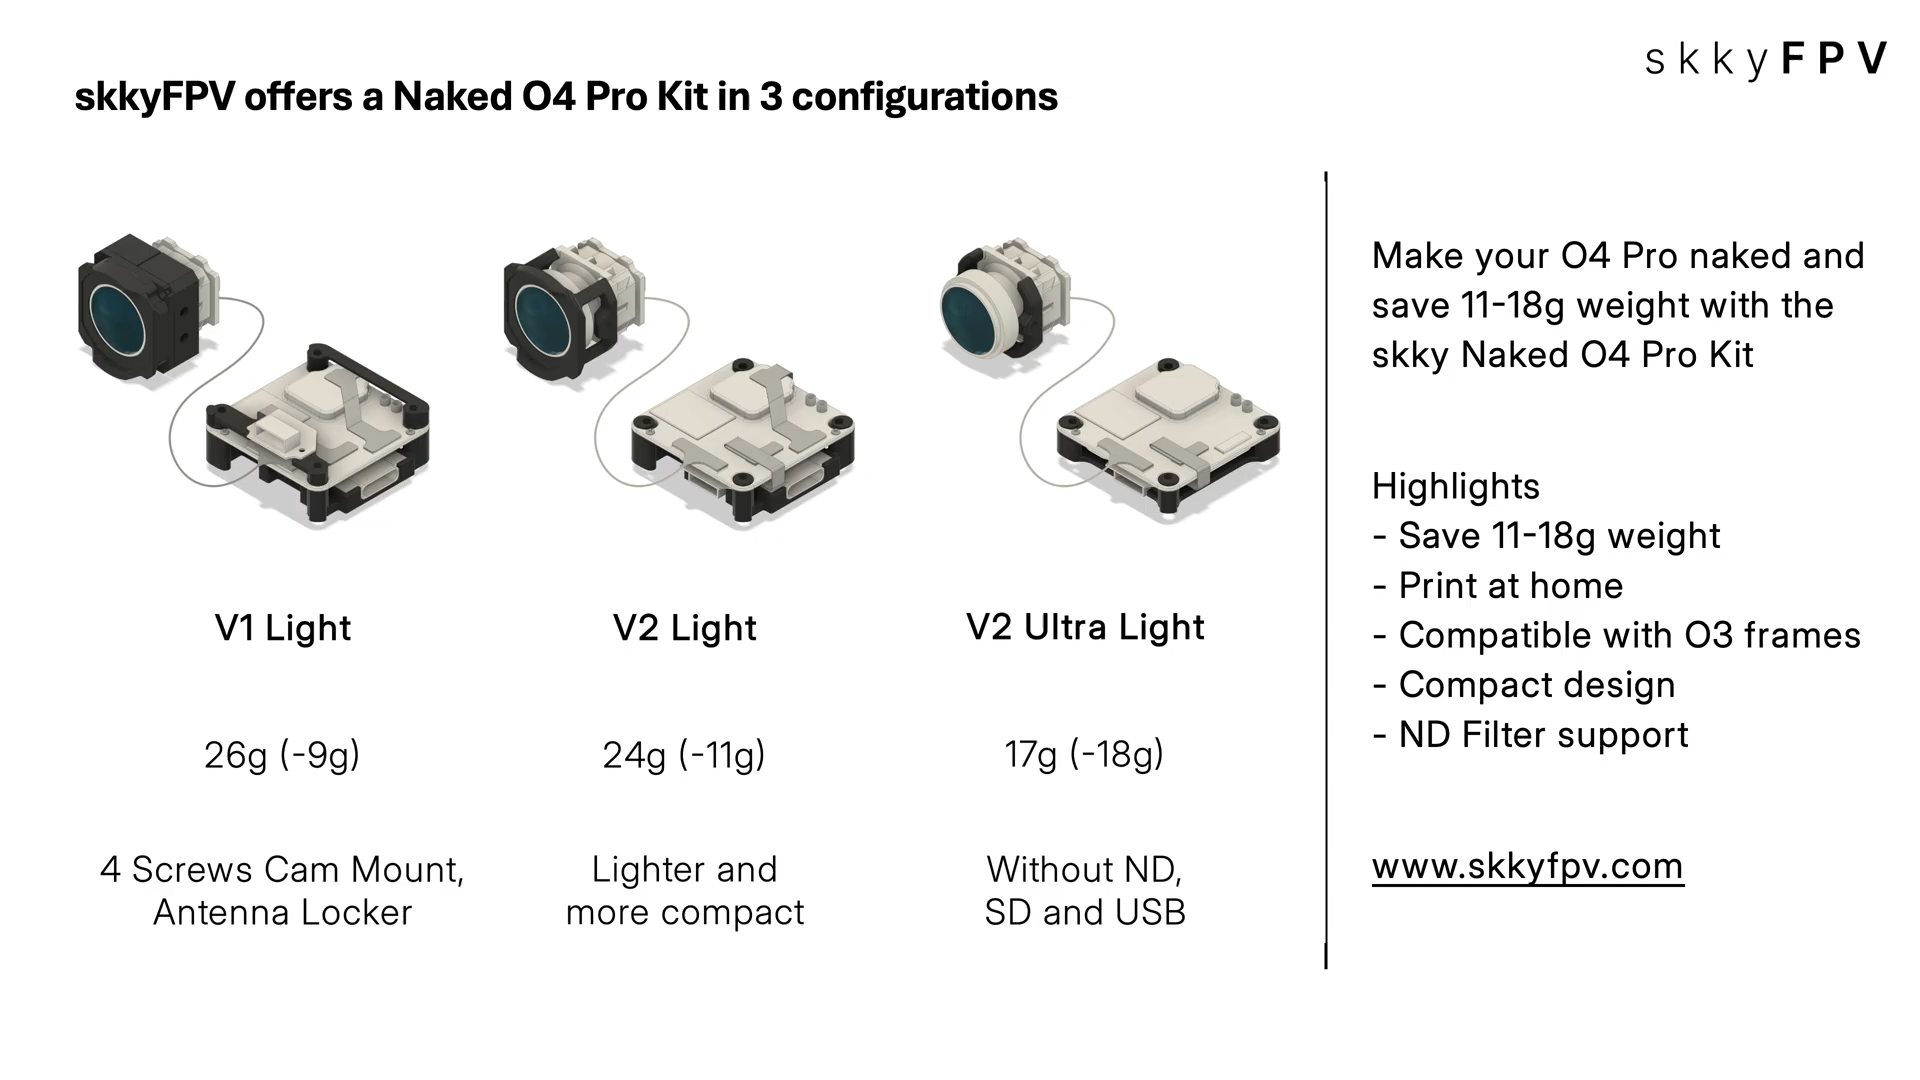 skkyFPV
skkyFPV offers a Naked O4 Pro Kit in 3 configurations
V1 Light
26g (-9g)
4 Screws Cam Mount,
Antenna Locker
V2 Light
24g (-11g)
Lighter and
more compact
V2 Ultra Light
17g (-18g)
Without ND,
SD and USB
Make your O4 Pro naked and
save 11-18g weight with the
skky Naked O4 Pro Kit
Highlights
- Save 11-18g weight
- Print at home
- Compatible with O3 frames
- Compact design
- ND Filter support
www.skkyfpv.com